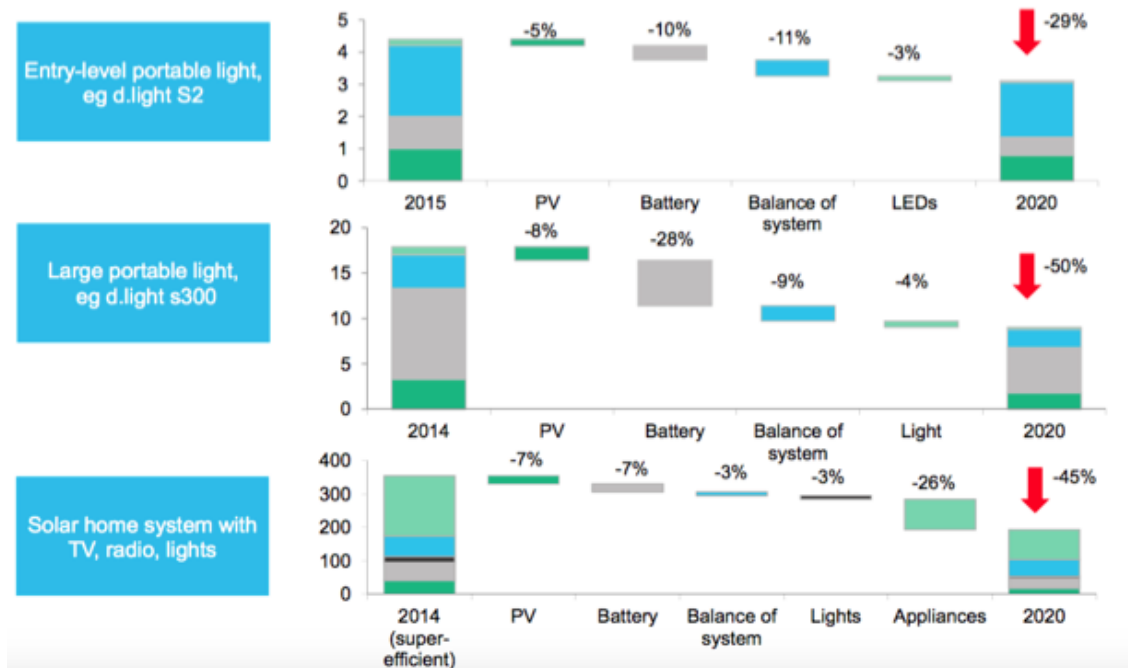 Entry-level portable light,
eg d.light S2
5
4
3
2
1
0
-5%
-10%
-11%
-3%
-29%
2015
PV
Battery
Balance of
system
LEDs
2020
Large portable light,
eg d.light s300
20
15
10
5
0
-8%
-28%
-9%
-4%
-50%
2014
PV
Battery
Balance of
system
Light
2020
Solar home system with
TV, radio, lights
400
300
200
100
0
-7%
-7%
-3%
-3%
-26%
-45%
2014
(super-
efficient)
PV
Battery
Balance of
system
Lights
Appliances
2020